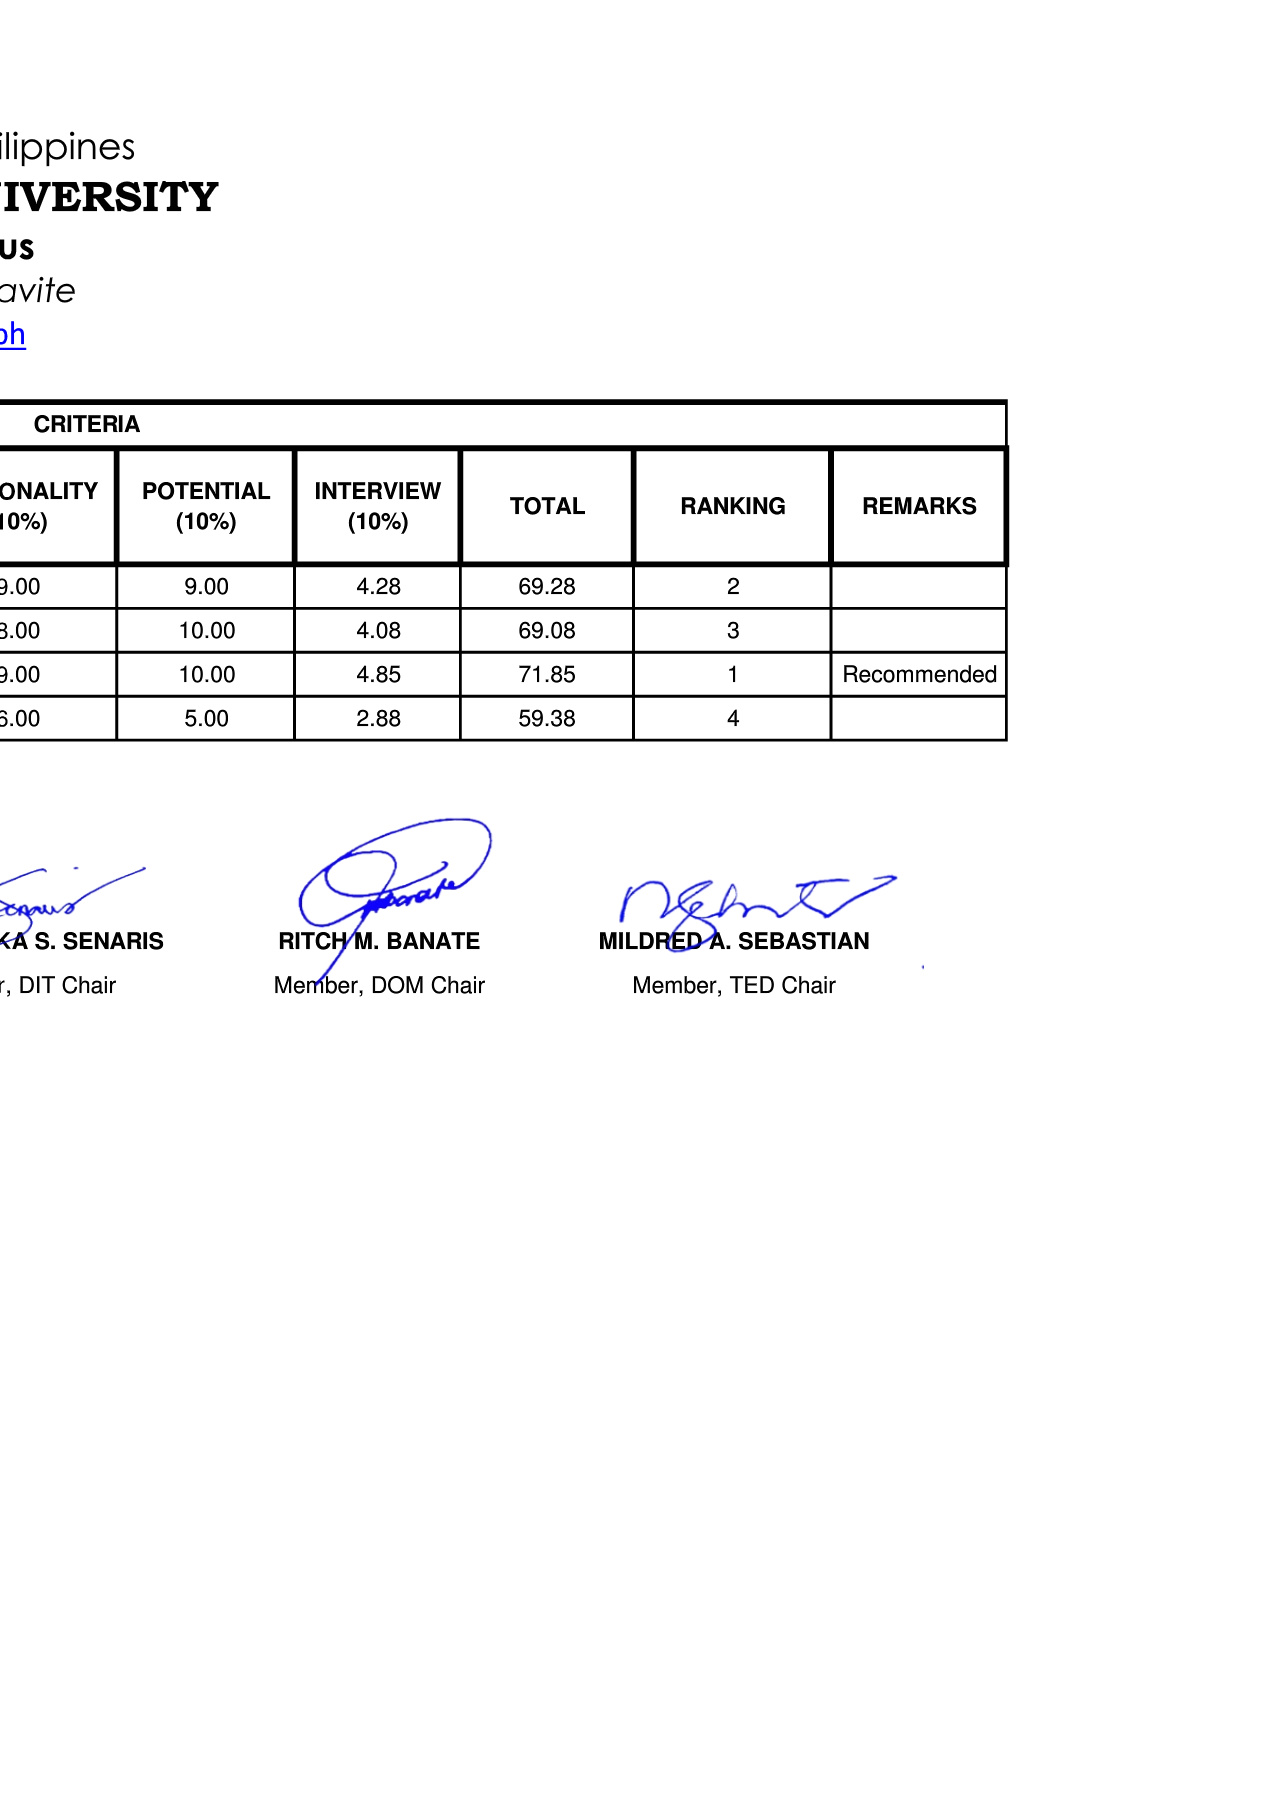 ilippines
IVERSITY
us
avite
ph
CRITERIA
ONALITY POTENTIAL INTERVIEW TOTAL RANKING REMARKS
10%) (10%) (10%)
9.00 9.00 4.28 69.28 2
8.00 10.00 4.08 69.08 3
9.00 10.00 4.85 71.85 1 Recommended
6.00 5.00 2.88 59.38 4
KA S. SENARIS RITCH M. BANATE MILDRED A. SEBASTIAN
r, DIT Chair Member, DOM Chair Member, TED Chair